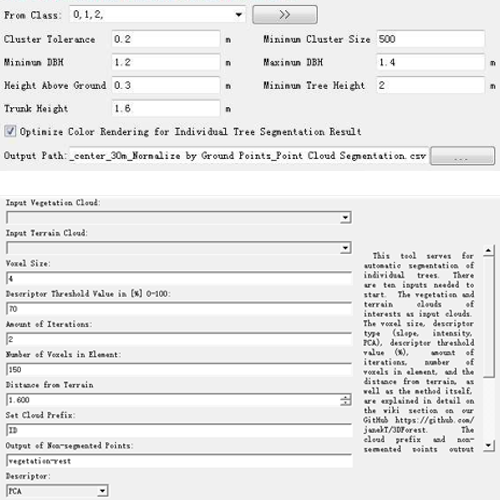 From Class: 0,1,2, >>
Cluster Tolerance 0.2 m Minimum Cluster Size 500
Minimum DBH 1.2 m Maximum DBH 1.4 m
Height Above Ground 0.3 m Minimum Tree Height 2 m
Trunk Height 1.6 m
Optimize Color Rendering for Individual Tree Segmentation Result
Output Path: _center_30m_Normalize by Ground Points_Point Cloud Segmentation.csv ...
Input Vegetation Cloud:
Input Terrain Cloud:
Voxel Size:
4
Descriptor Threshold Value in [%] 0-100:
70
Amount of Iterations:
2
Number of Voxels in Element:
150
Distance from Terrain
1.600
Set Cloud Prefix:
ID
Output of Non-segmented Points:
vegetation-rest
Descriptor:
PCA
This tool serves for
automatic segmentation of
individual trees. There
are ten inputs needed to
start. The vegetation and
terrain clouds of
interests as input clouds.
The voxel size, descriptor
type (slope, intensity,
PCA), descriptor threshold
value (%), amount of
iterations, number of
voxels in element, and the
distance from terrain, as
well as the method itself,
are explained in detail on
the wiki section on our
GitHub https://github.com/
janekT/3DForest. The
cloud prefix and non-
segmented points output